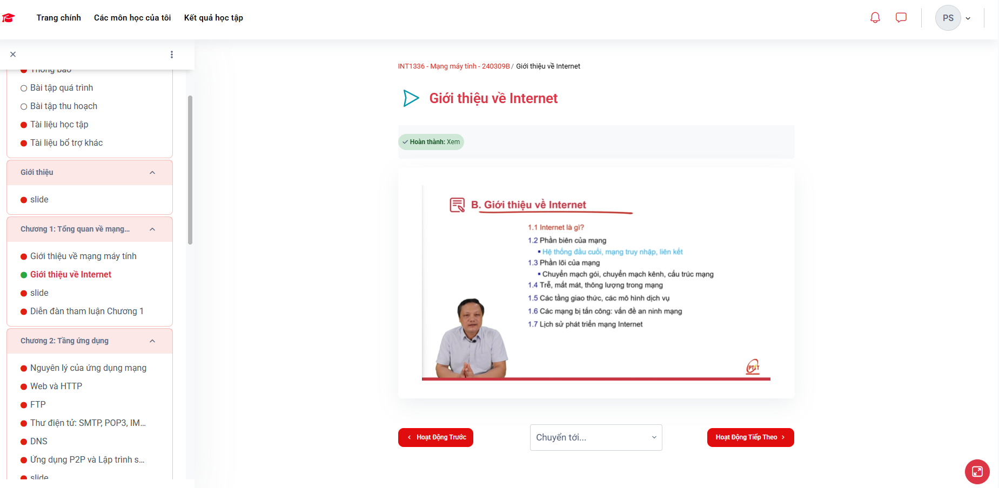 Trang chính
Các môn học của tôi
Kết quả học tập
PS
Thông báo
Bài tập quá trình
Bài tập thu hoạch
Tài liệu học tập
Tài liệu bổ trợ khác
Giới thiệu
slide
Chương 1: Tổng quan về mạng...
Giới thiệu về mạng máy tính
Giới thiệu về Internet
slide
Diễn đàn tham luận Chương 1
Chương 2: Tầng ứng dụng
Nguyên lý của ứng dụng mạng
Web và HTTP
FTP
Thư điện tử: SMTP, POP3, IM...
DNS
Ứng dụng P2P và Lập trình s...
slide
INT1336 - Mạng máy tính - 240309B / Giới thiệu về Internet
Giới thiệu về Internet
Hoàn thành: Xem
B. Giới thiệu về Internet
1.1 Internet là gì?
1.2 Phần biên của mạng
▪ Hệ thống đầu cuối, mạng truy nhập, liên kết
1.3 Phần lõi của mạng
▪ Chuyển mạch gói, chuyển mạch kênh, cấu trúc mạng
1.4 Trễ, mất mát, thông lượng trong mạng
1.5 Các tầng giao thức, các mô hình dịch vụ
1.6 Các mạng bị tấn công: vấn đề an ninh mạng
1.7 Lịch sử phát triển mạng Internet
PTIT
Hoạt Động Trước
Chuyển tới...
Hoạt Động Tiếp Theo